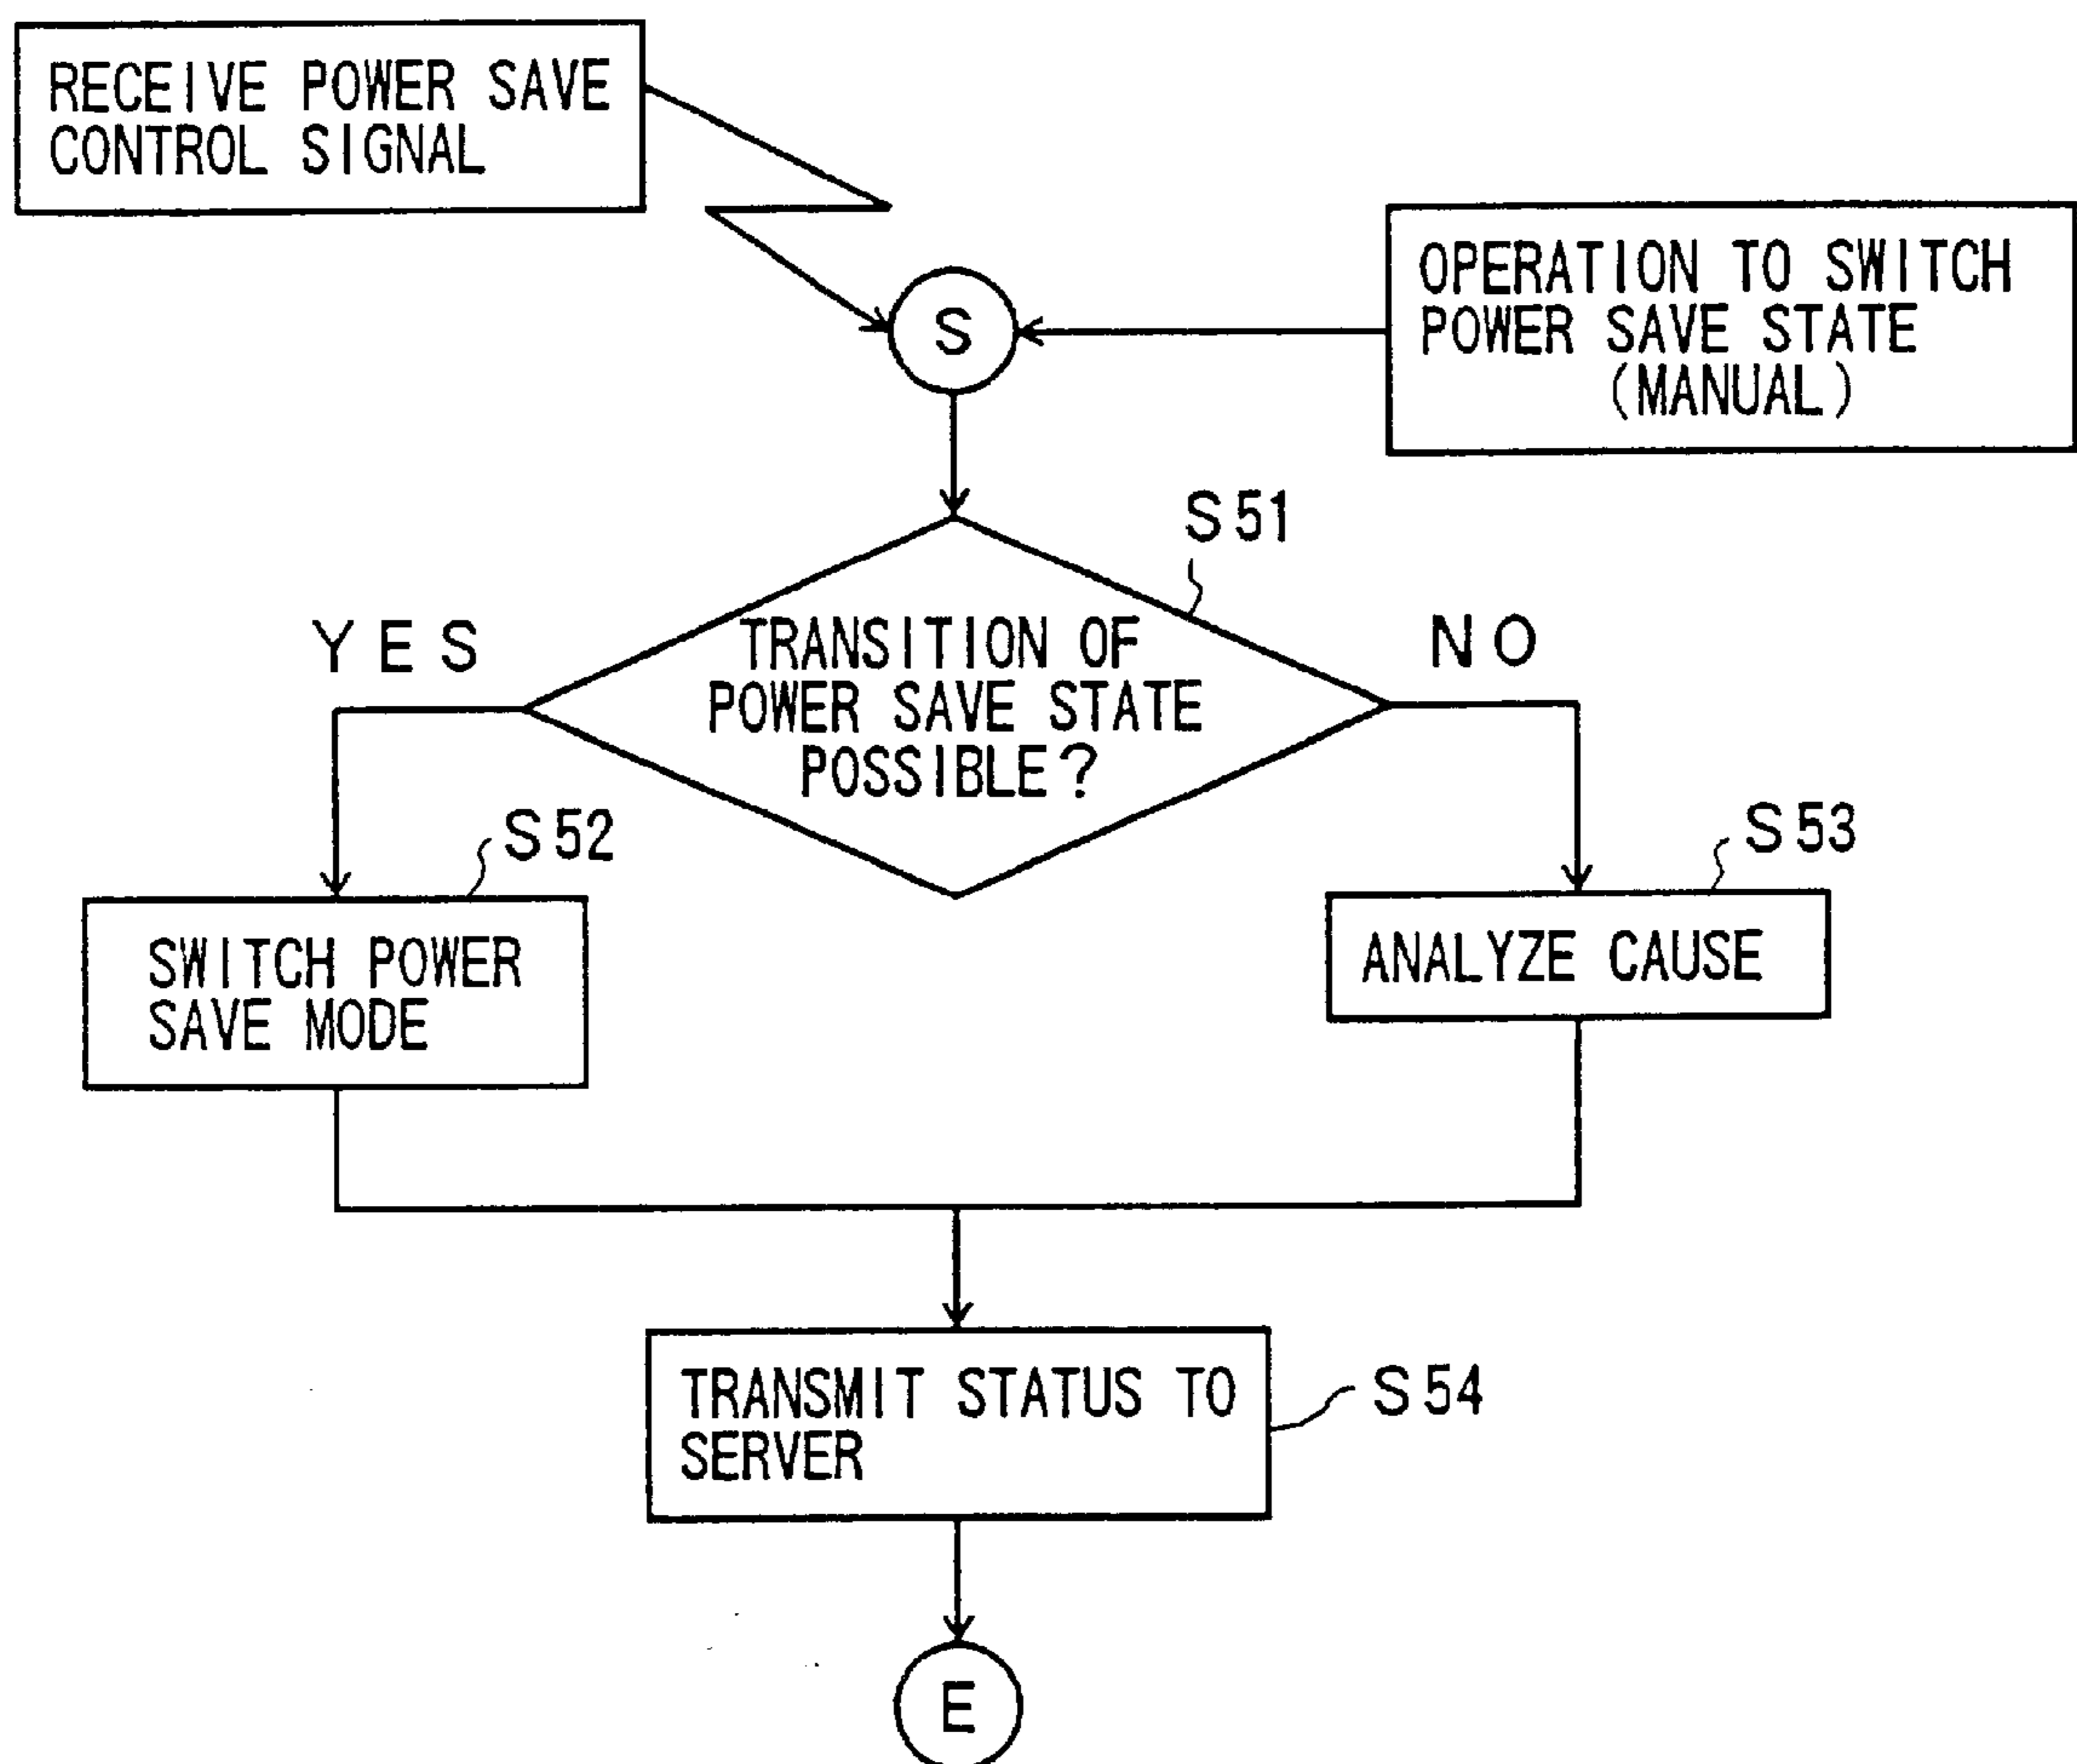 RECEIVE POWER SAVE
CONTROL SIGNAL
OPERATION TO SWITCH
POWER SAVE STATE
(MANUAL)
S
S51
YES
TRANSITION OF
POWER SAVE STATE
POSSIBLE?
NO
S52
S53
SWITCH POWER
SAVE MODE
ANALYZE CAUSE
TRANSMIT STATUS TO
SERVER
S54
E